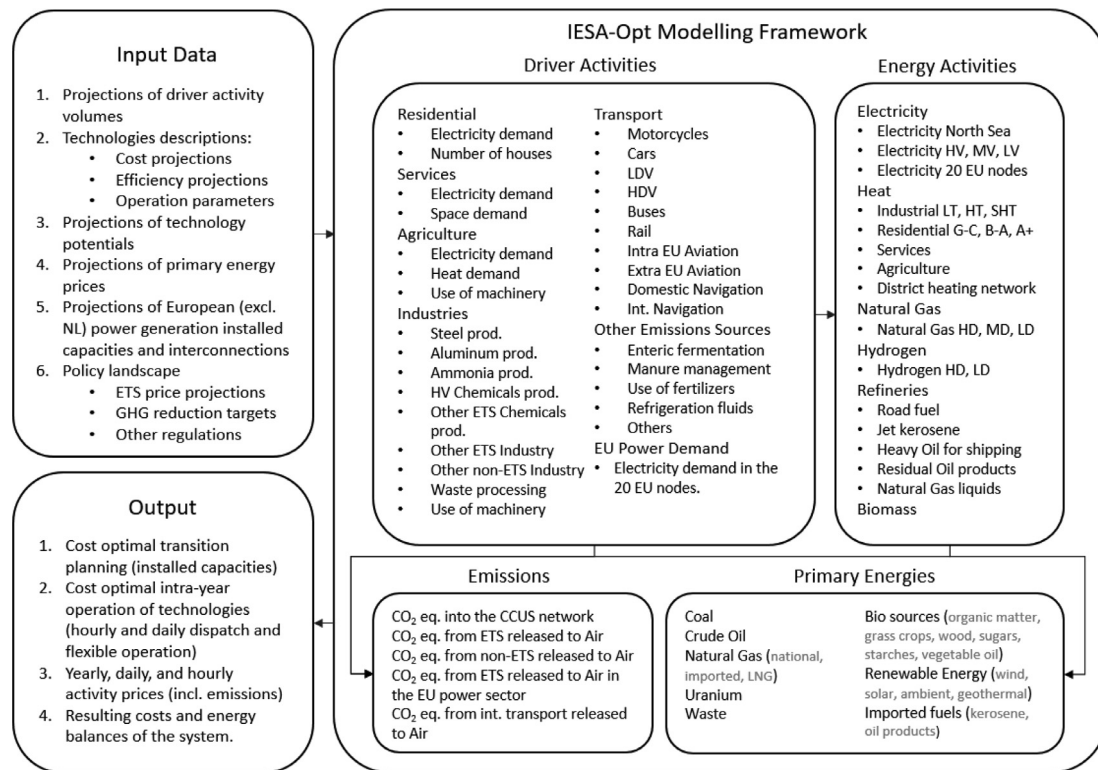 Input Data
1. Projections of driver activity
volumes
2. Technologies descriptions:
• Cost projections
• Efficiency projections
• Operation parameters
3. Projections of technology
potentials
4. Projections of primary energy
prices
5. Projections of European (excl.
NL) power generation installed
capacities and interconnections
6. Policy landscape
• ETS price projections
• GHG reduction targets
• Other regulations
Output
1. Cost optimal transition
planning (installed capacities)
2. Cost optimal intra-year
operation of technologies
(hourly and daily dispatch and
flexible operation)
3. Yearly, daily, and hourly
activity prices (incl. emissions)
4. Resulting costs and energy
balances of the system.
IESA-Opt Modelling Framework
Driver Activities
Residential
• Electricity demand
• Number of houses
Services
• Electricity demand
• Space demand
Agriculture
• Electricity demand
• Heat demand
• Use of machinery
Industries
• Steel prod.
• Aluminum prod.
• Ammonia prod.
• HV Chemicals prod.
• Other ETS Chemicals
prod.
• Other ETS Industry
• Other non-ETS Industry
• Waste processing
• Use of machinery
Transport
• Motorcycles
• Cars
• LDV
• HDV
• Buses
• Rail
• Intra EU Aviation
• Extra EU Aviation
• Domestic Navigation
• Int. Navigation
Other Emissions Sources
• Enteric fermentation
• Manure management
• Use of fertilizers
• Refrigeration fluids
• Others
EU Power Demand
• Electricity demand in the
20 EU nodes.
Energy Activities
Electricity
• Electricity North Sea
• Electricity HV, MV, LV
• Electricity 20 EU nodes
Heat
• Industrial LT, HT, SHT
• Residential G-C, B-A, A+
• Services
• Agriculture
• District heating network
Natural Gas
• Natural Gas HD, MD, LD
Hydrogen
• Hydrogen HD, LD
Refineries
• Road fuel
• Jet kerosene
• Heavy Oil for shipping
• Residual Oil products
• Natural Gas liquids
Biomass
Emissions
CO₂ eq. into the CCUS network
CO₂ eq. from ETS released to Air
CO₂ eq. from non-ETS released to Air
CO₂ eq. from ETS released to Air in
the EU power sector
CO₂ eq. from int. transport released
to Air
Primary Energies
Coal
Crude Oil
Natural Gas (national,
imported, LNG)
Uranium
Waste
Bio sources (organic matter,
grass crops, wood, sugars,
starches, vegetable oil)
Renewable Energy (wind,
solar, ambient, geothermal)
Imported fuels (kerosene,
oil products)